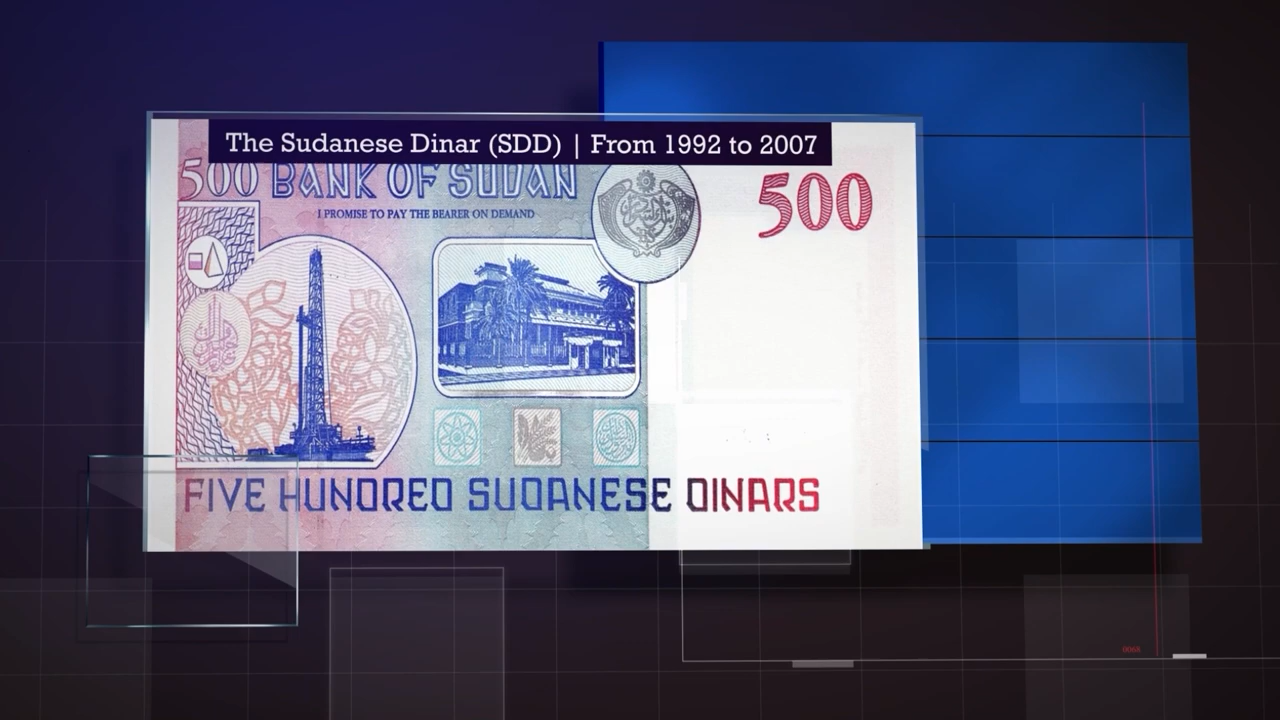 The Sudanese Dinar (SDD) | From 1992 to 2007
500 BANK OF SUDAN
500
I PROMISE TO PAY THE BEARER ON DEMAND
FIVE HUNDRED SUDANESE DINARS